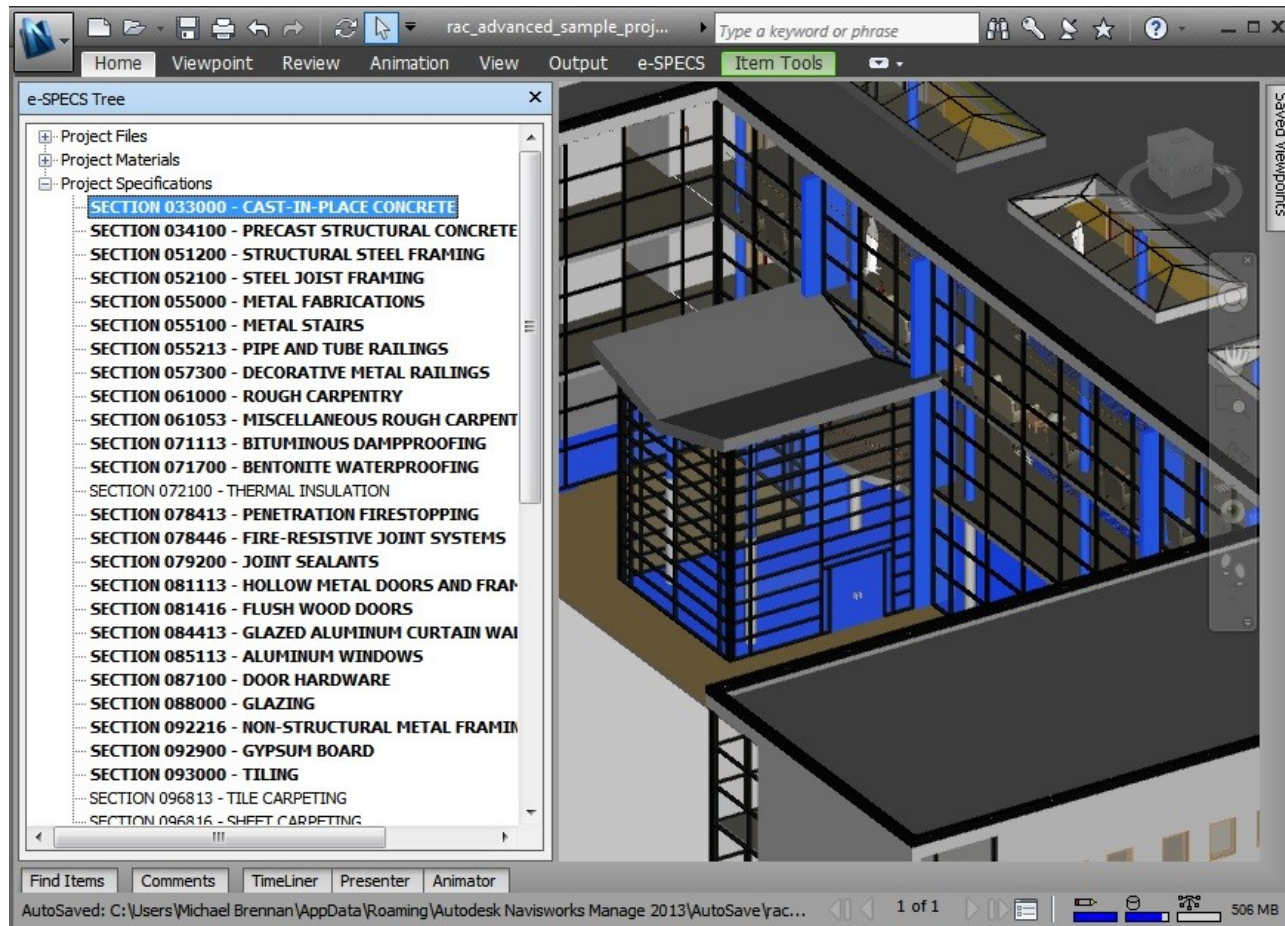 rac_advanced_sample_proj...
Type a keyword or phrase
Home Viewpoint Review Animation View Output e-SPECS Item Tools
e-SPECS Tree
Project Files
Project Materials
Project Specifications
SECTION 033000 - CAST-IN-PLACE CONCRETE
SECTION 034100 - PRECAST STRUCTURAL CONCRETE
SECTION 051200 - STRUCTURAL STEEL FRAMING
SECTION 052100 - STEEL JOIST FRAMING
SECTION 055000 - METAL FABRICATIONS
SECTION 055100 - METAL STAIRS
SECTION 055213 - PIPE AND TUBE RAILINGS
SECTION 057300 - DECORATIVE METAL RAILINGS
SECTION 061000 - ROUGH CARPENTRY
SECTION 061053 - MISCELLANEOUS ROUGH CARPENT
SECTION 071113 - BITUMINOUS DAMPPROOFING
SECTION 071700 - BENTONITE WATERPROOFING
SECTION 072100 - THERMAL INSULATION
SECTION 078413 - PENETRATION FIRESTOPPING
SECTION 078446 - FIRE-RESISTIVE JOINT SYSTEMS
SECTION 079200 - JOINT SEALANTS
SECTION 081113 - HOLLOW METAL DOORS AND FRAM
SECTION 081416 - FLUSH WOOD DOORS
SECTION 084413 - GLAZED ALUMINUM CURTAIN WAL
SECTION 085113 - ALUMINUM WINDOWS
SECTION 087100 - DOOR HARDWARE
SECTION 088000 - GLAZING
SECTION 092216 - NON-STRUCTURAL METAL FRAMIN
SECTION 092900 - GYPSUM BOARD
SECTION 093000 - TILING
SECTION 096813 - TILE CARPETING
SECTION 096816 - SHEET CARPETING
Saved Viewpoints
BACK
Find Items Comments TimeLiner Presenter Animator
AutoSaved: C:\Users\Michael Brennan\AppData\Roaming\Autodesk Navisworks Manage 2013\AutoSave\rac... 1 of 1 506 MB